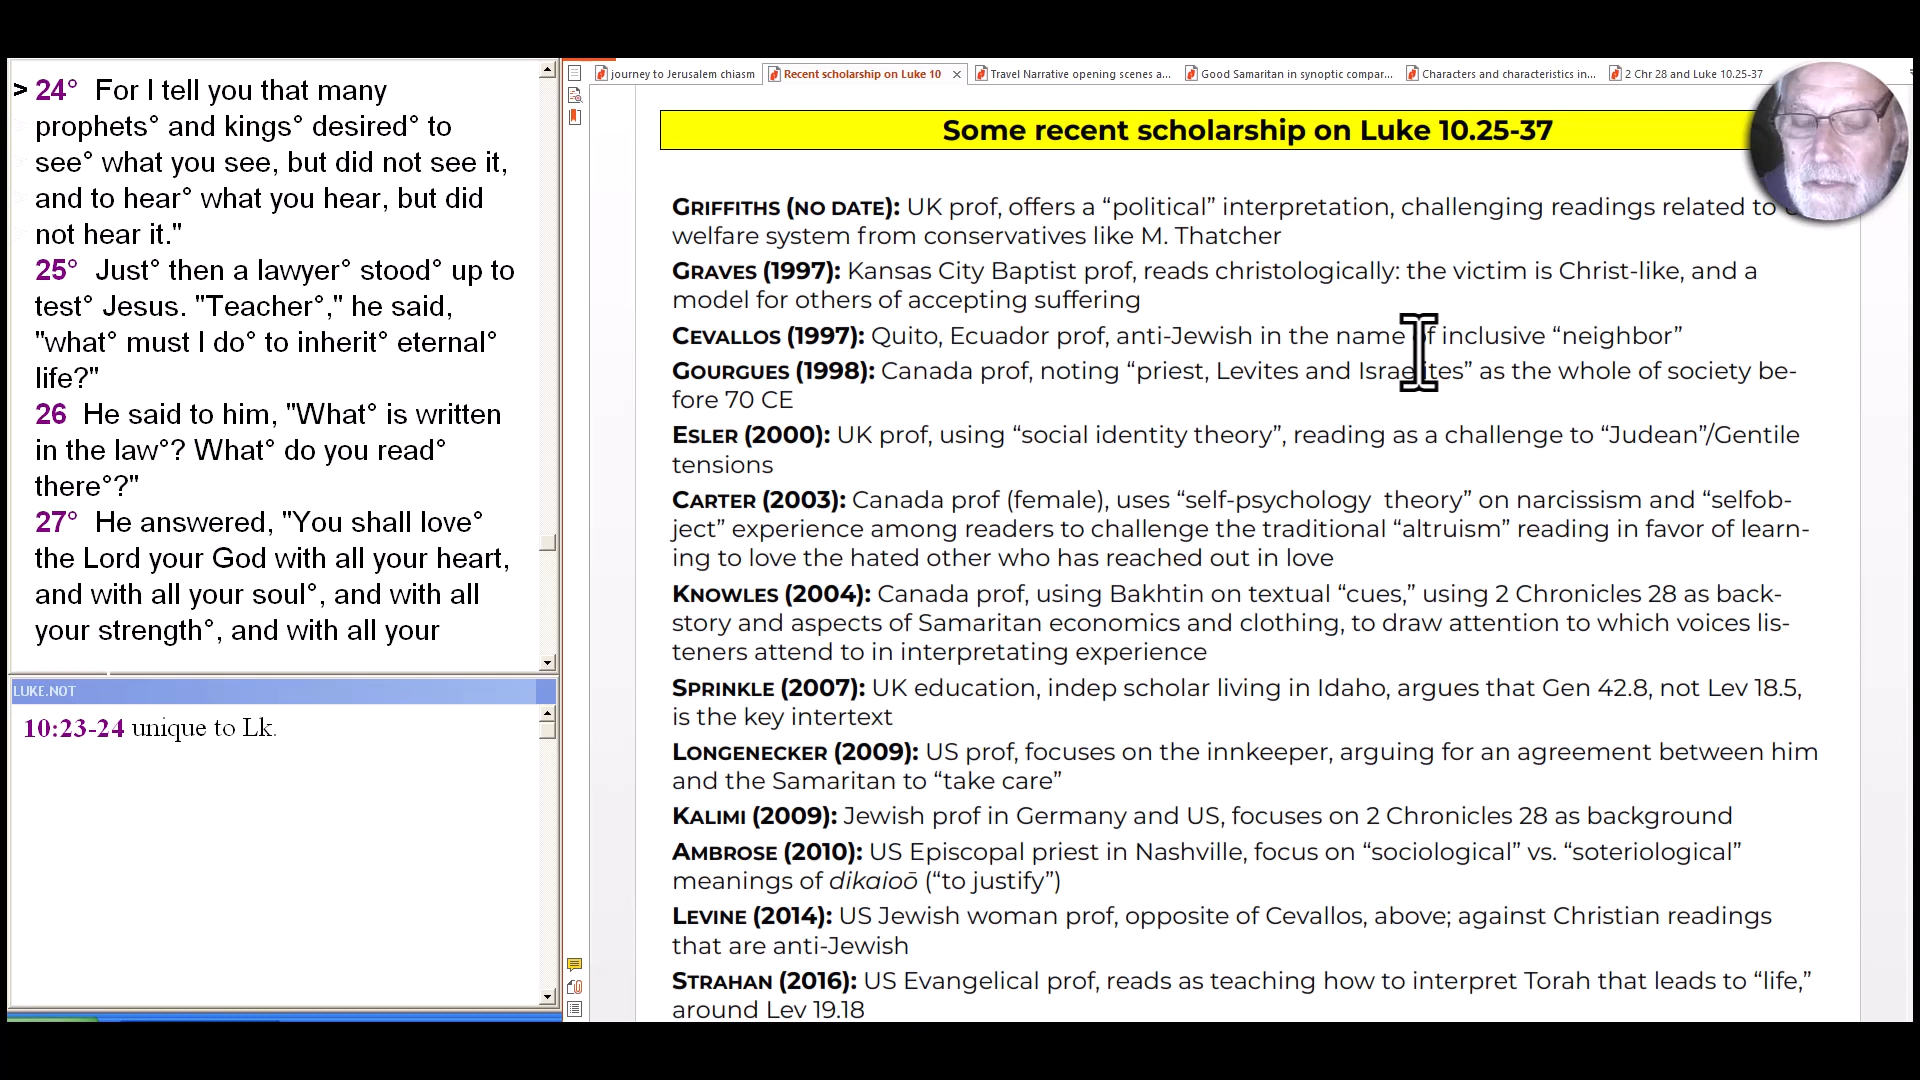 > 24° For I tell you that many
prophets° and kings° desired° to
see° what you see, but did not see it,
and to hear° what you hear, but did
not hear it."
25° Just° then a lawyer° stood° up to
test° Jesus. "Teacher°," he said,
"what° must I do° to inherit° eternal°
life?"
26 He said to him, "What° is written
in the law°? What° do you read°
there°?"
27° He answered, "You shall love°
the Lord your God with all your heart,
and with all your soul°, and with all
your strength°, and with all your
LUKE.NOT
10:23-24 unique to Lk.
journey to Jerusalem chiasm
Recent scholarship on Luke 10
Travel Narrative opening scenes a...
Good Samaritan in synoptic compar...
Characters and characteristics in...
2 Chr 28 and Luke 10.25-37
Some recent scholarship on Luke 10.25-37
GRIFFITHS (NO DATE): UK prof, offers a “political” interpretation, challenging readings related to
welfare system from conservatives like M. Thatcher
GRAVES (1997): Kansas City Baptist prof, reads christologically: the victim is Christ-like, and a
model for others of accepting suffering
CEVALLOS (1997): Quito, Ecuador prof, anti-Jewish in the name of inclusive “neighbor”
GOURGUES (1998): Canada prof, noting “priest, Levites and Israelites” as the whole of society be-
fore 70 CE
ESLER (2000): UK prof, using “social identity theory”, reading as a challenge to “Judean”/Gentile
tensions
CARTER (2003): Canada prof (female), uses “self-psychology theory” on narcissism and “selfob-
ject” experience among readers to challenge the traditional “altruism” reading in favor of learn-
ing to love the hated other who has reached out in love
KNOWLES (2004): Canada prof, using Bakhtin on textual “cues,” using 2 Chronicles 28 as back-
story and aspects of Samaritan economics and clothing, to draw attention to which voices lis-
teners attend to in interpretating experience
SPRINKLE (2007): UK education, indep scholar living in Idaho, argues that Gen 42.8, not Lev 18.5,
is the key intertext
LONGENECKER (2009): US prof, focuses on the innkeeper, arguing for an agreement between him
and the Samaritan to “take care”
KALIMI (2009): Jewish prof in Germany and US, focuses on 2 Chronicles 28 as background
AMBROSE (2010): US Episcopal priest in Nashville, focus on “sociological” vs. “soteriological”
meanings of dikaioō (“to justify”)
LEVINE (2014): US Jewish woman prof, opposite of Cevallos, above; against Christian readings
that are anti-Jewish
STRAHAN (2016): US Evangelical prof, reads as teaching how to interpret Torah that leads to “life,”
around Lev 19.18